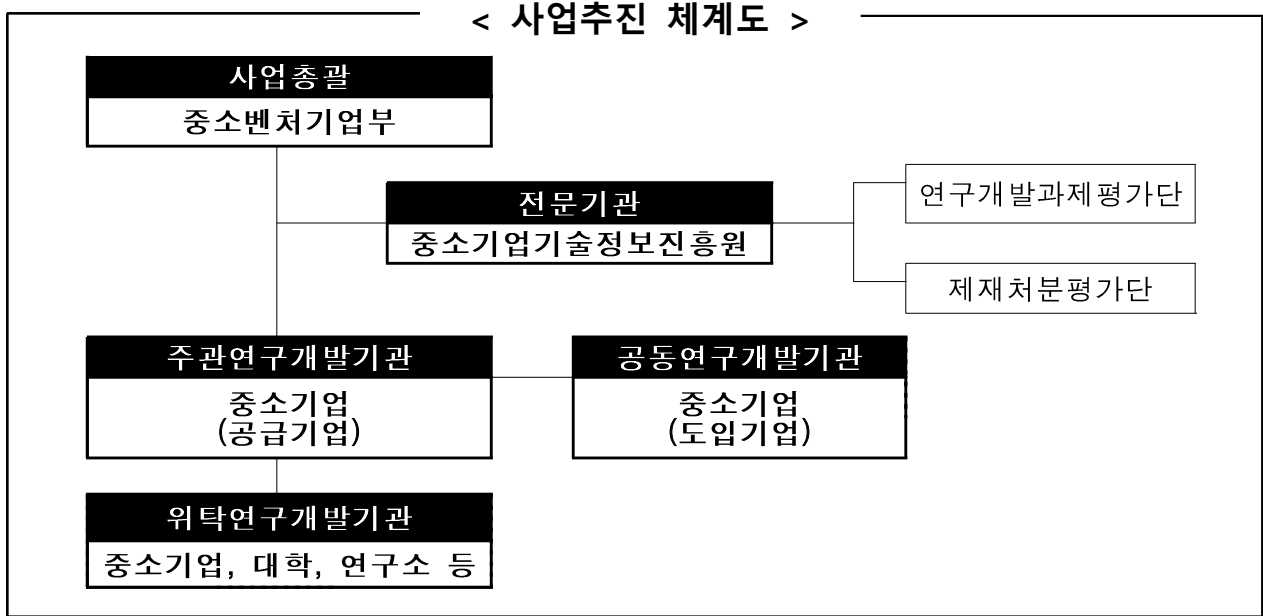 < 사업추진 체계도 >
사업총괄
중소벤처기업부
전문기관
중소기업기술정보진흥원
연구개발과제평가단
제재처분평가단
주관연구개발기관
중소기업
(공급기업)
공동연구개발기관
중소기업
(도입기업)
위탁연구개발기관
중소기업, 대학, 연구소 등